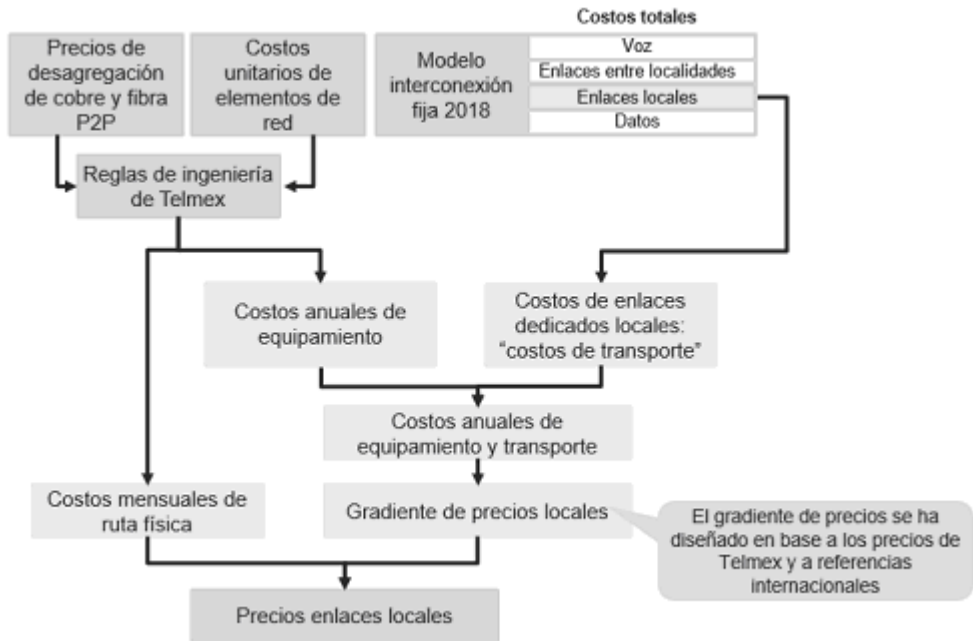 Costos totales
Precios de
desagregación
de cobre y fibra
P2P
Costos
unitarios de
elementos de
red
Modelo
interconexión
fija 2018
Voz
Enlaces entre localidades
Enlaces locales
Datos
Reglas de ingeniería
de Telmex
Costos anuales de
equipamiento
Costos de enlaces
dedicados locales:
“costos de transporte”
Costos anuales de
equipamiento y transporte
Costos mensuales de
ruta física
Gradiente de precios locales
El gradiente de precios se ha
diseñado en base a los precios de
Telmex y a referencias
internacionales
Precios enlaces locales